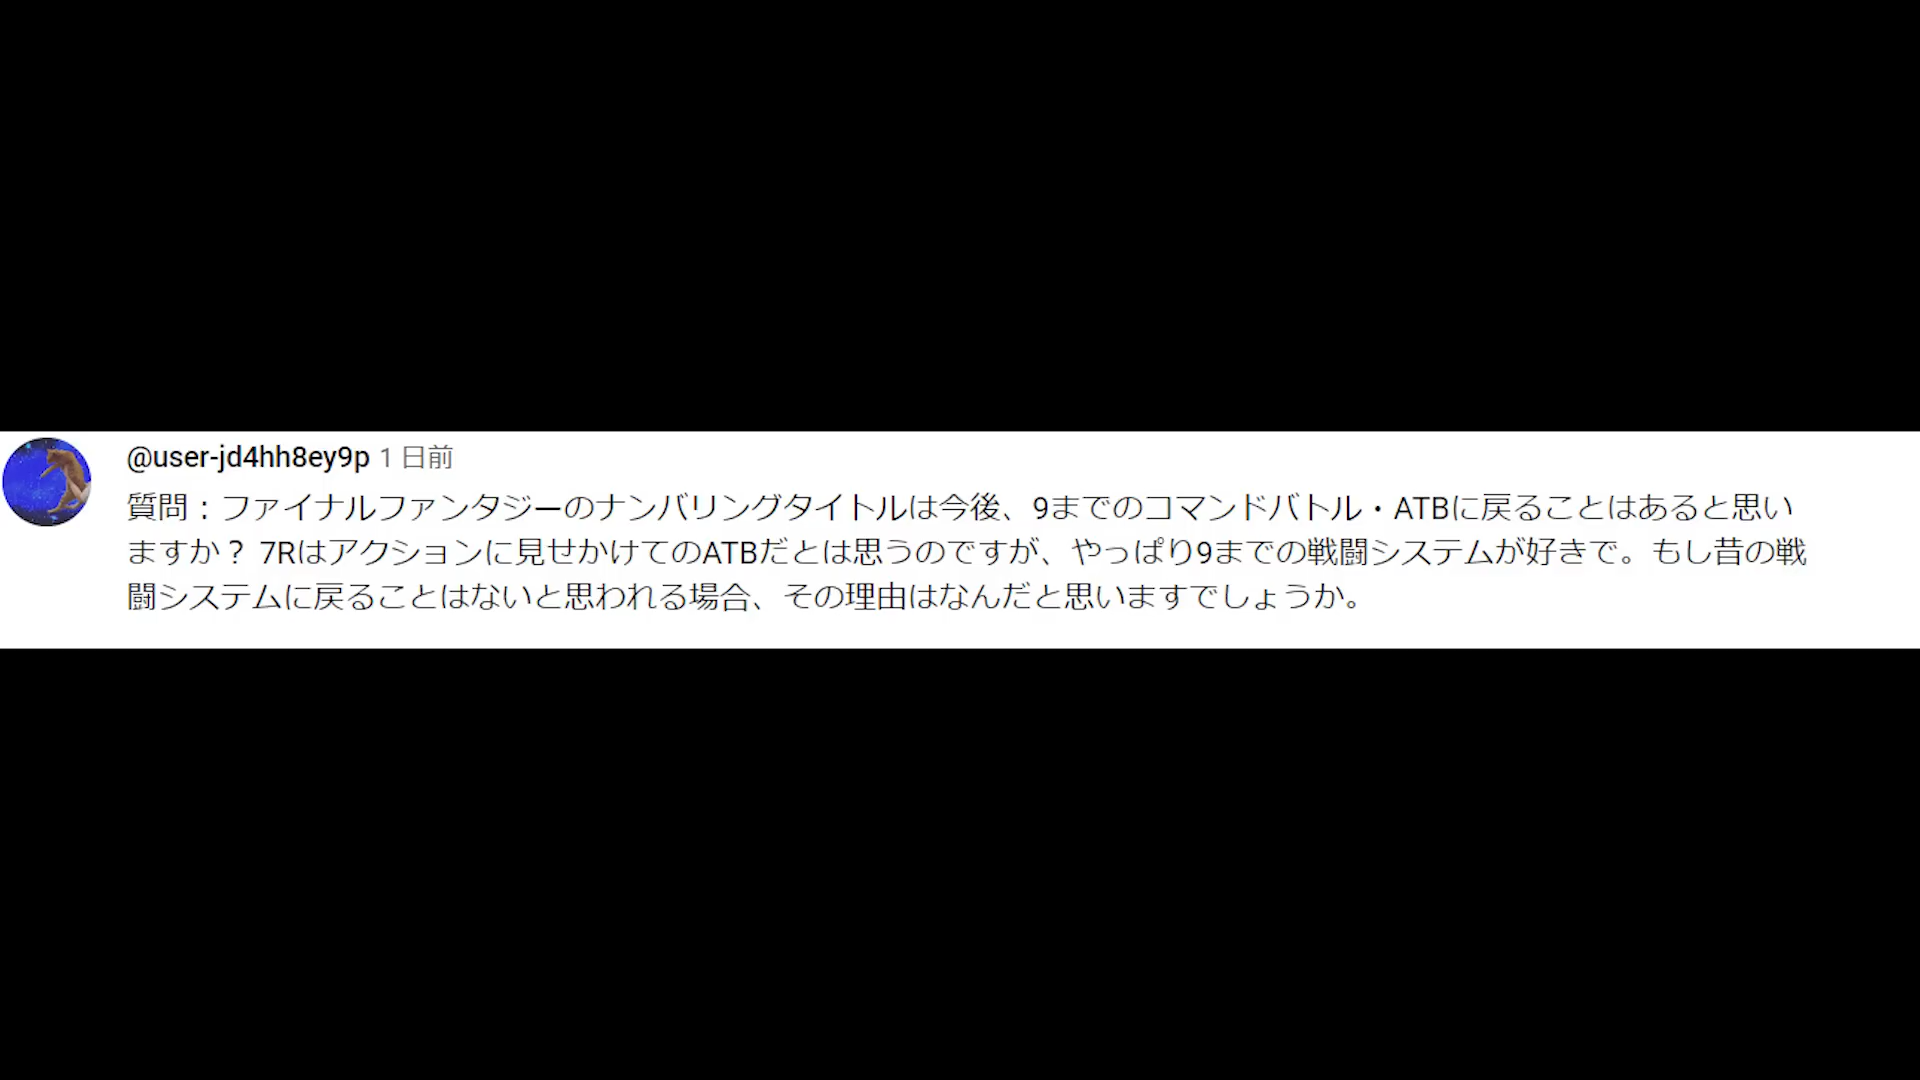 @user-jd4hh8ey9p 1 日前
質問：ファイナルファンタジーのナンバリングタイトルは今後、9までのコマンドバトル・ATBに戻ることはあると思い
ますか？ 7Rはアクションに見せかけてのATBだとは思うのですが、やっぱり9までの戦闘システムが好きで。もし昔の戦
闘システムに戻ることはないと思われる場合、その理由はなんだと思いますでしょうか。